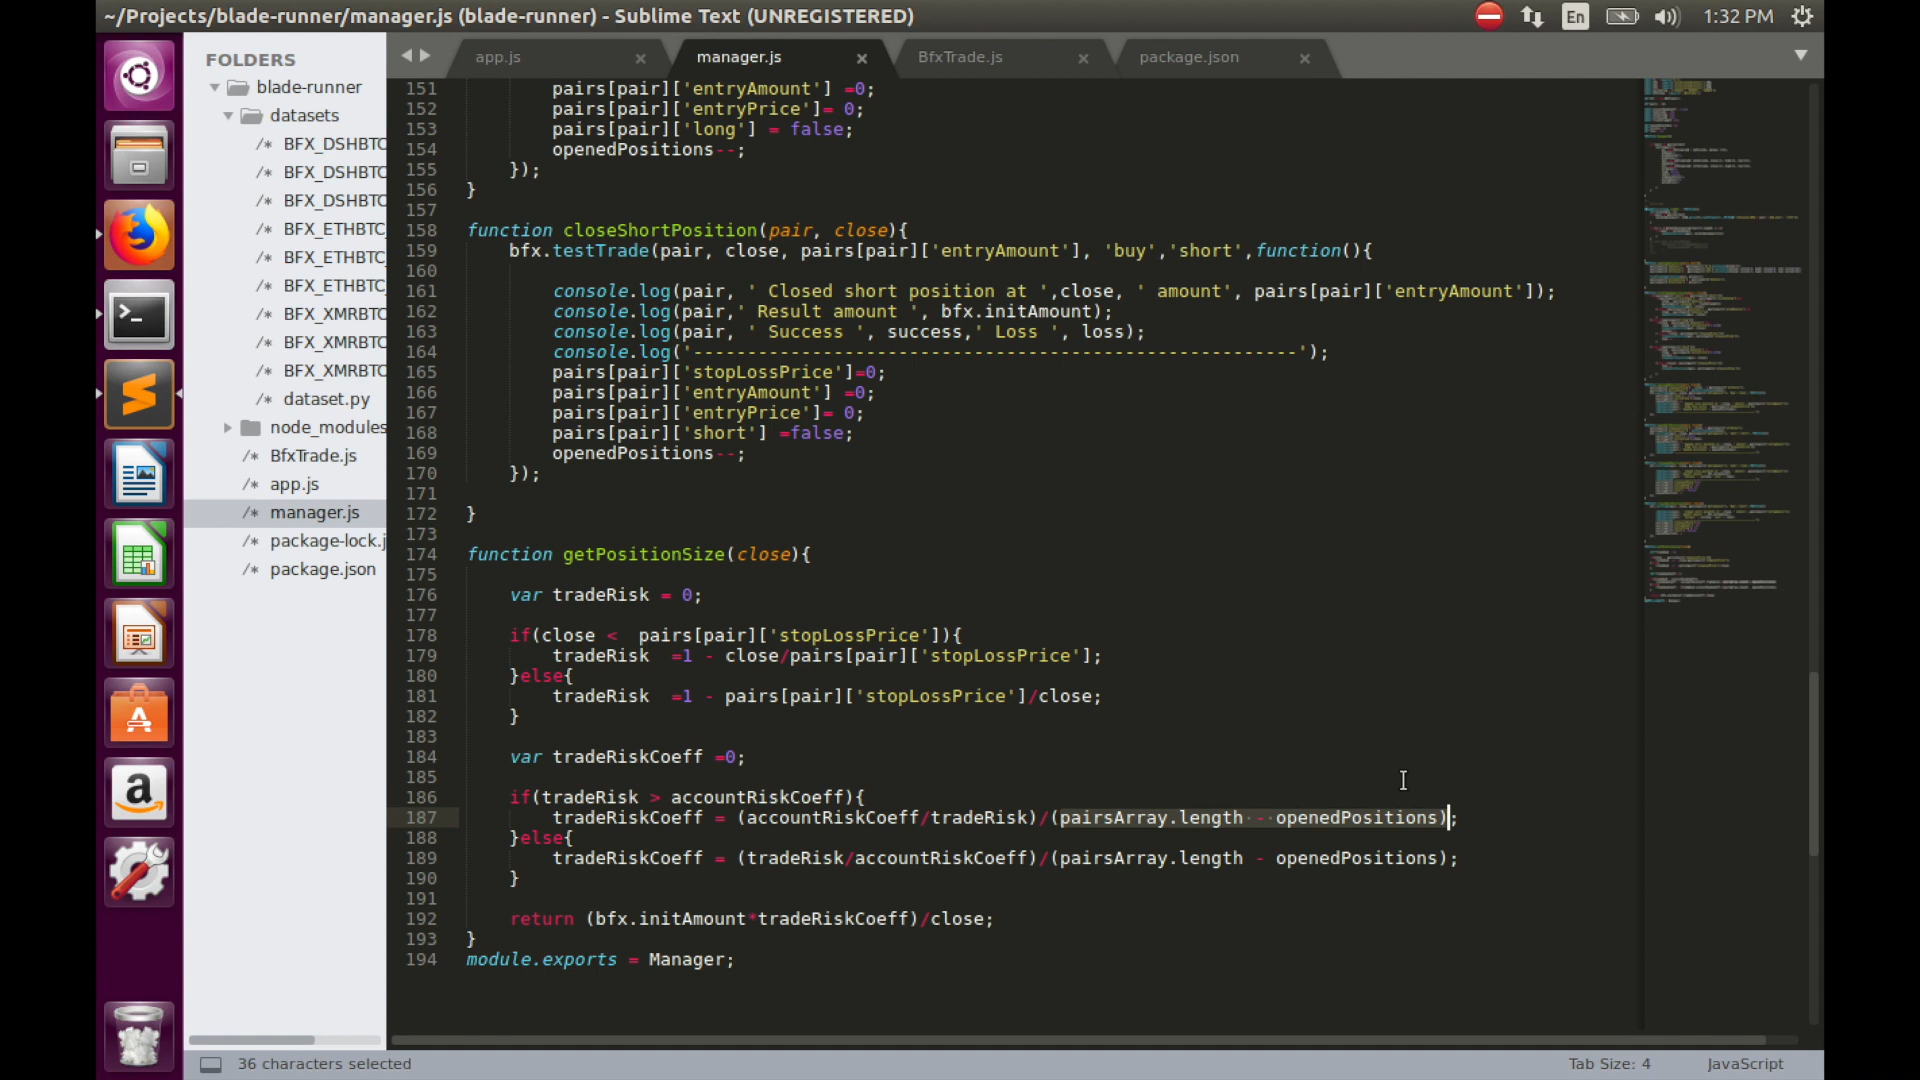 ~/Projects/blade-runner/manager.js (blade-runner) - Sublime Text (UNREGISTERED)
En
1:32 PM
FOLDERS
blade-runner
datasets
/* BFX_DSHBTC
/* BFX_DSHBTC
/* BFX_DSHBTC
/* BFX_ETHBTC_
/* BFX_ETHBTC_
/* BFX_ETHBTC_
/* BFX_XMRBTC
/* BFX_XMRBTC
/* BFX_XMRBTC
/* dataset.py
node_modules
/* BfxTrade.js
/* app.js
/* manager.js
/* package-lock.j
/* package.json
app.js
manager.js
BfxTrade.js
package.json
151 pairs[pair]['entryAmount'] =0;
152 pairs[pair]['entryPrice']= 0;
153 pairs[pair]['long'] = false;
154 openedPositions--;
155 });
156 }
157
158 function closeShortPosition(pair, close){
159 bfx.testTrade(pair, close, pairs[pair]['entryAmount'], 'buy','short',function(){
160
161 console.log(pair, ' Closed short position at ',close, ' amount', pairs[pair]['entryAmount']);
162 console.log(pair,' Result amount ', bfx.initAmount);
163 console.log(pair, ' Success ', success,' Loss ', loss);
164 console.log('--------------------------------------------------------');
165 pairs[pair]['stopLossPrice']=0;
166 pairs[pair]['entryAmount'] =0;
167 pairs[pair]['entryPrice']= 0;
168 pairs[pair]['short'] =false;
169 openedPositions--;
170 });
171
172 }
173
174 function getPositionSize(close){
175
176 var tradeRisk = 0;
177
178 if(close <  pairs[pair]['stopLossPrice']){
179 tradeRisk  =1 - close/pairs[pair]['stopLossPrice'];
180 }else{
181 tradeRisk  =1 - pairs[pair]['stopLossPrice']/close;
182 }
183
184 var tradeRiskCoeff =0;
185
186 if(tradeRisk > accountRiskCoeff){
187 tradeRiskCoeff = (accountRiskCoeff/tradeRisk)/(pairsArray.length - openedPositions);
188 }else{
189 tradeRiskCoeff = (tradeRisk/accountRiskCoeff)/(pairsArray.length - openedPositions);
190 }
191
192 return (bfx.initAmount*tradeRiskCoeff)/close;
193 }
194 module.exports = Manager;
36 characters selected
Tab Size: 4
JavaScript